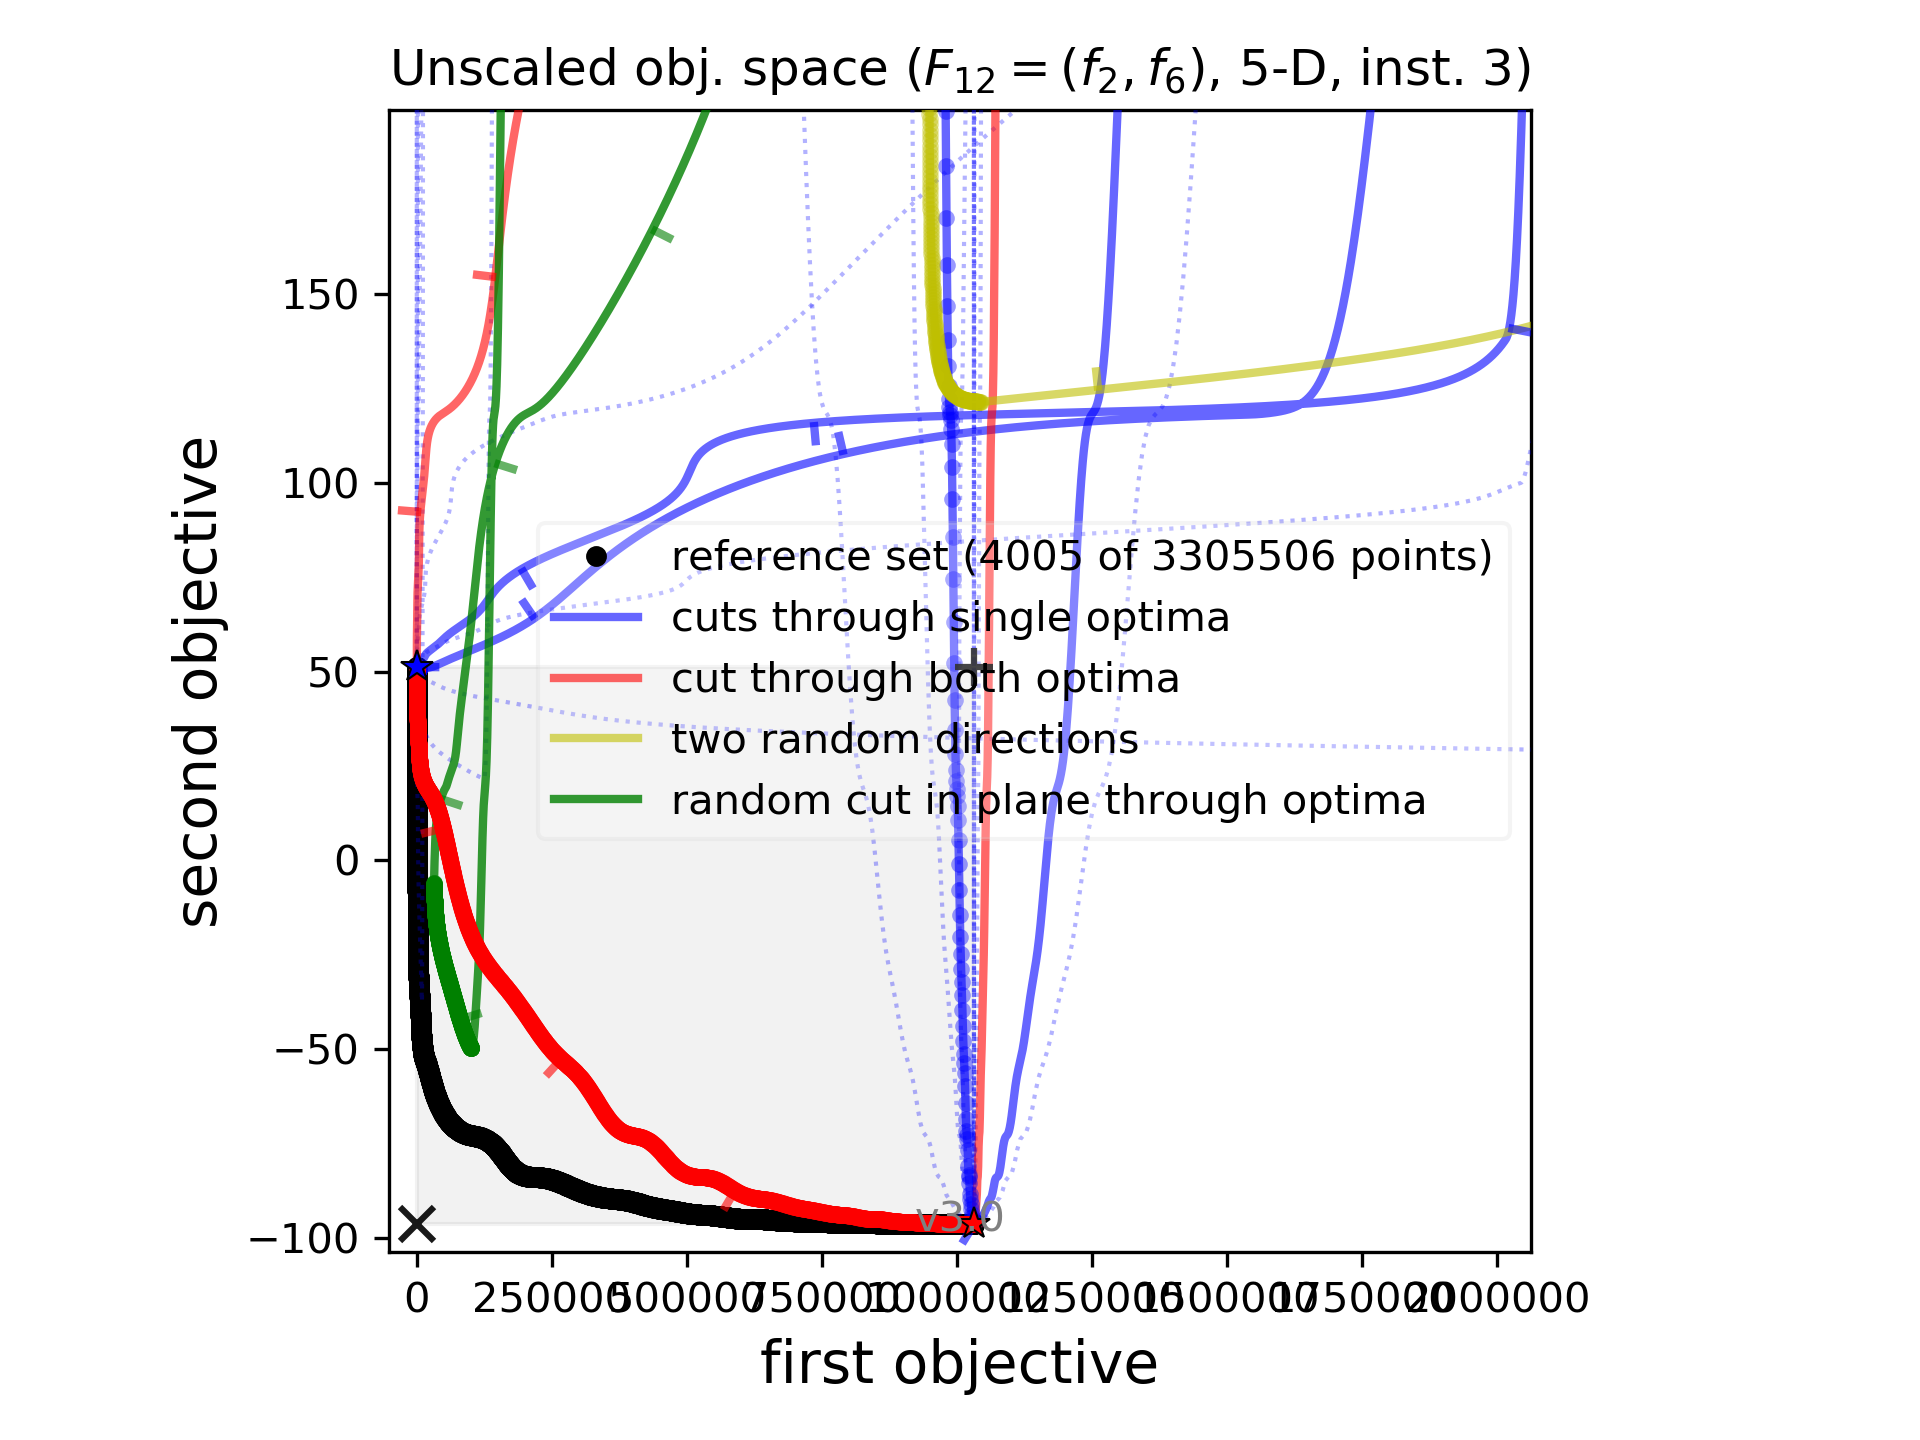 Unscaled obj. space (F12 = (f2, f6), 5-D, inst. 3)
second objective
150
100
50
0
−50
−100
reference set (4005 of 3305506 points)
cuts through single optima
cut through both optima
two random directions
random cut in plane through optima
v3.0
0 250000 500000 750000 1000000 1250000 1500000 1750000 2000000
first objective